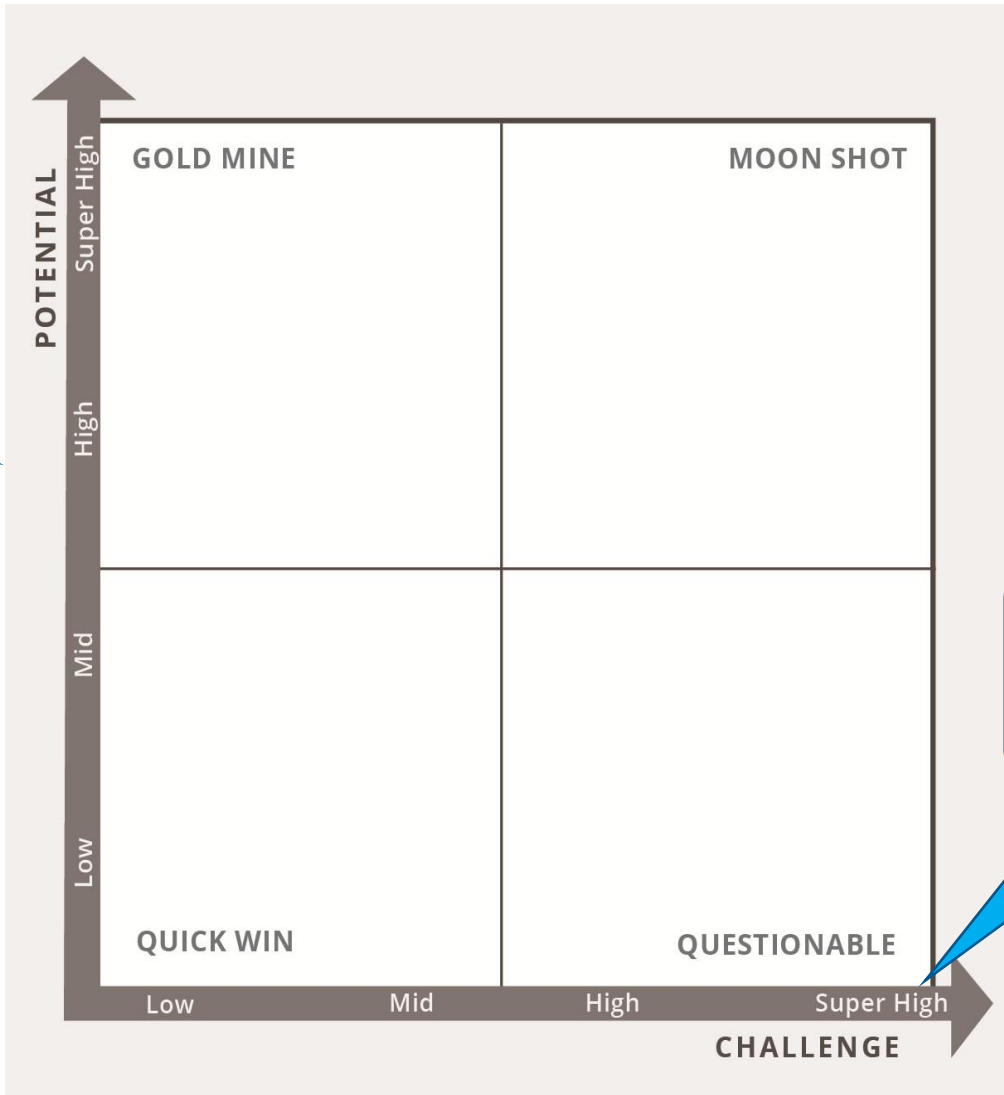 POTENTIAL
Super High
High
Mid
Low
GOLD MINE
MOON SHOT
QUICK WIN
QUESTIONABLE
Low
Mid
High
Super High
CHALLENGE